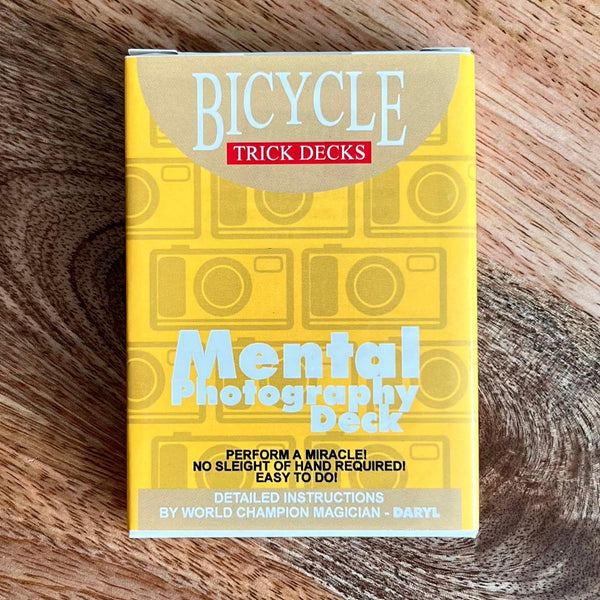 BICYCLE
TRICK DECKS
Mental
Photography
Deck
PERFORM A MIRACLE!
NO SLEIGHT OF HAND REQUIRED!
EASY TO DO!
DETAILED INSTRUCTIONS
BY WORLD CHAMPION MAGICIAN - DARYL